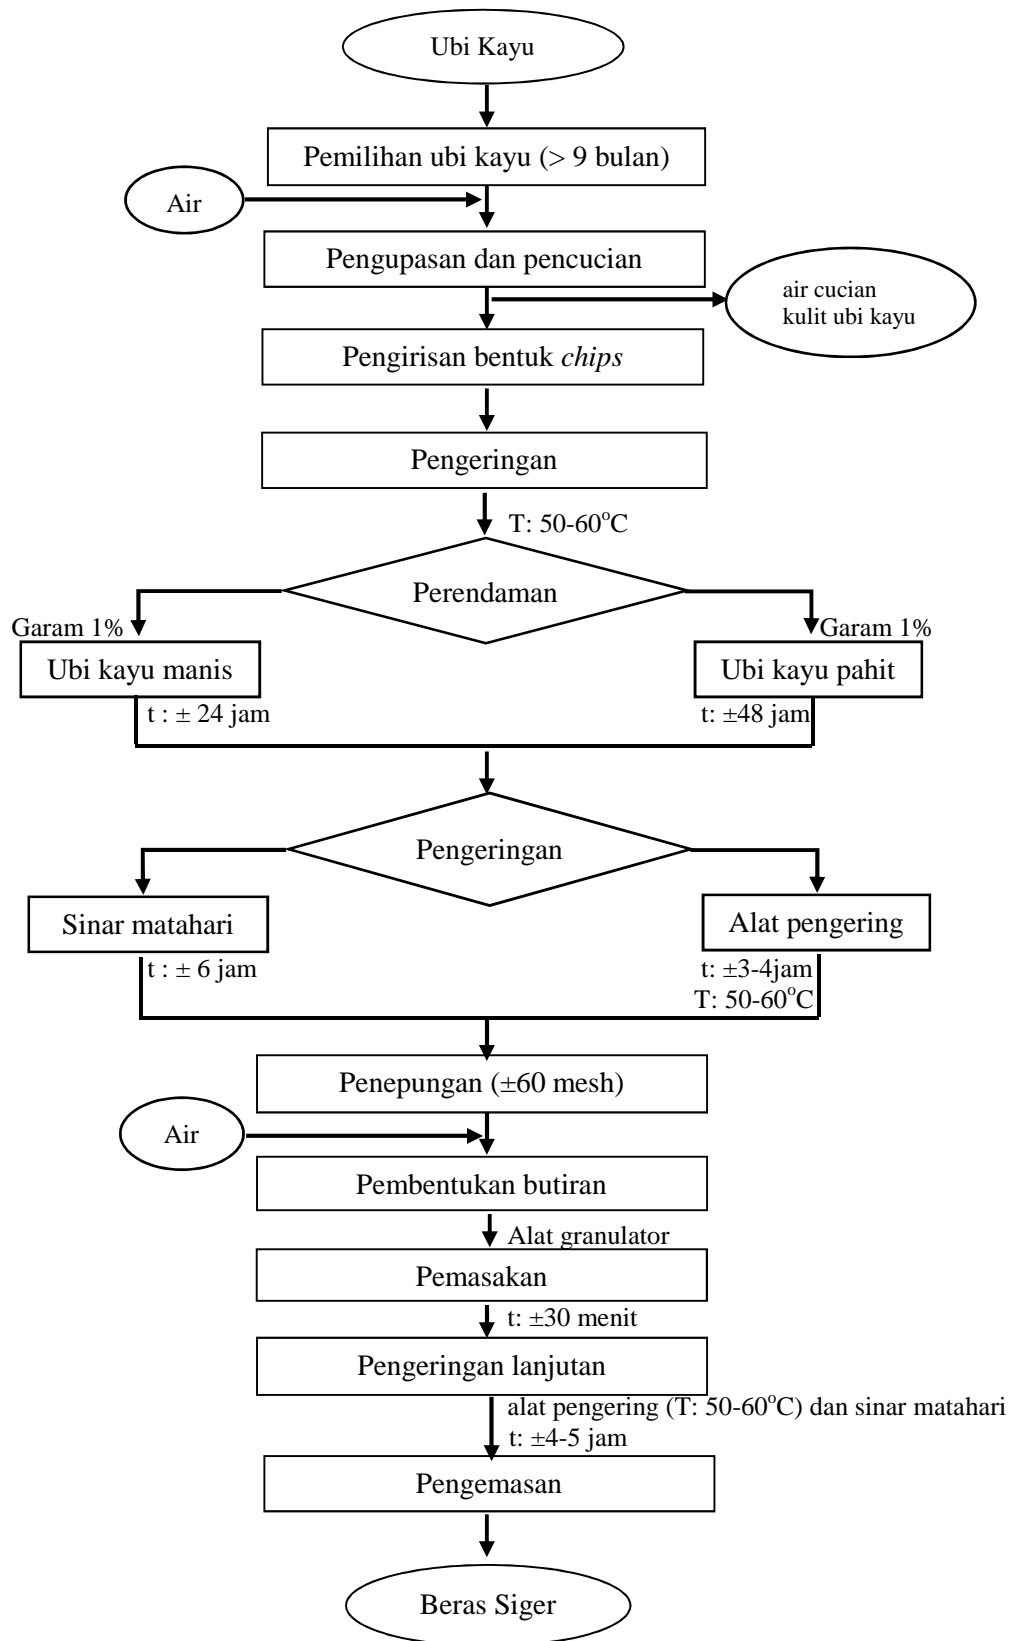 Ubi Kayu
Pemilihan ubi kayu (> 9 bulan)
Air
Pengupasan dan pencucian
air cucian
kulit ubi kayu
Pengirisan bentuk chips
Pengeringan
T: 50-60°C
Perendaman
Garam 1%
Garam 1%
Ubi kayu manis
Ubi kayu pahit
t : ± 24 jam
t: ±48 jam
Pengeringan
Sinar matahari
Alat pengering
t : ± 6 jam
t: ±3-4jam
T: 50-60°C
Penepungan (±60 mesh)
Air
Pembentukan butiran
Alat granulator
Pemasakan
t: ±30 menit
Pengeringan lanjutan
alat pengering (T: 50-60°C) dan sinar matahari
t: ±4-5 jam
Pengemasan
Beras Siger